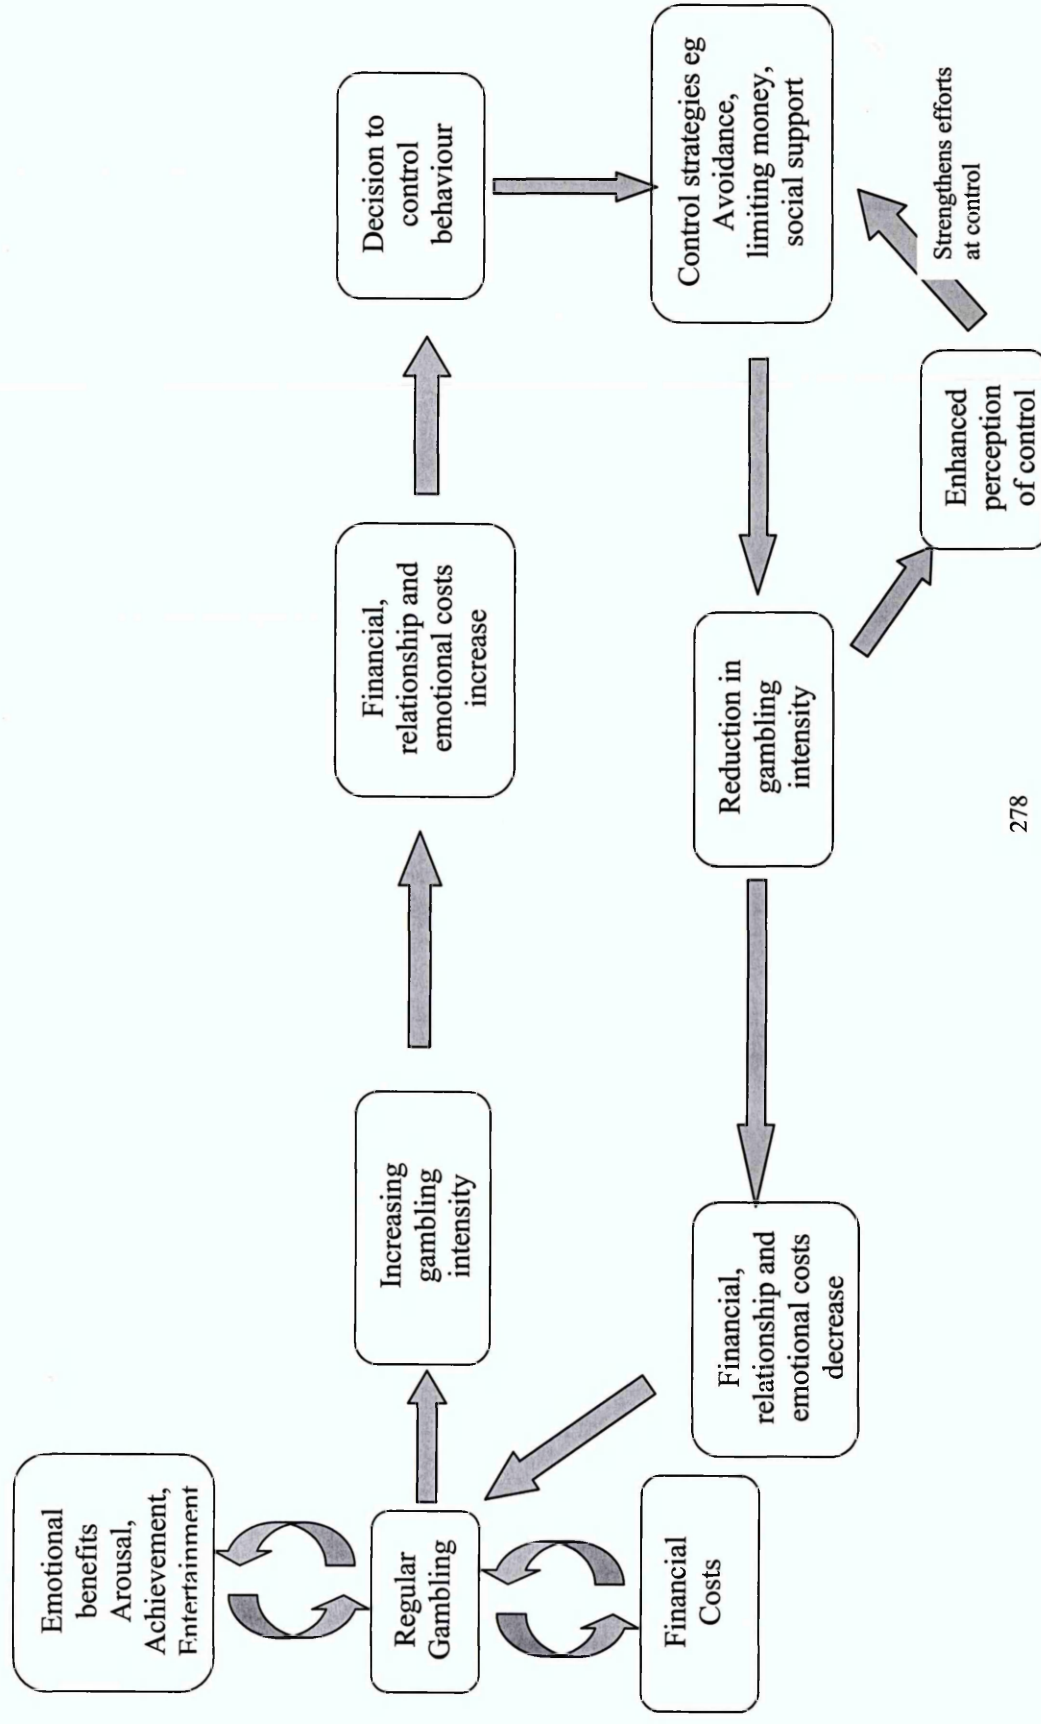 Emotional
benefits
Arousal,
Achievement,
Entertainment
Regular
Gambling
Financial
Costs
Increasing
gambling
intensity
Financial,
relationship and
emotional costs
increase
Decision to
control
behaviour
Control strategies eg
Avoidance,
limiting money,
social support
Reduction in
gambling
intensity
Enhanced
perception
of control
Strengthens efforts
at control
Financial,
relationship and
emotional costs
decrease
278